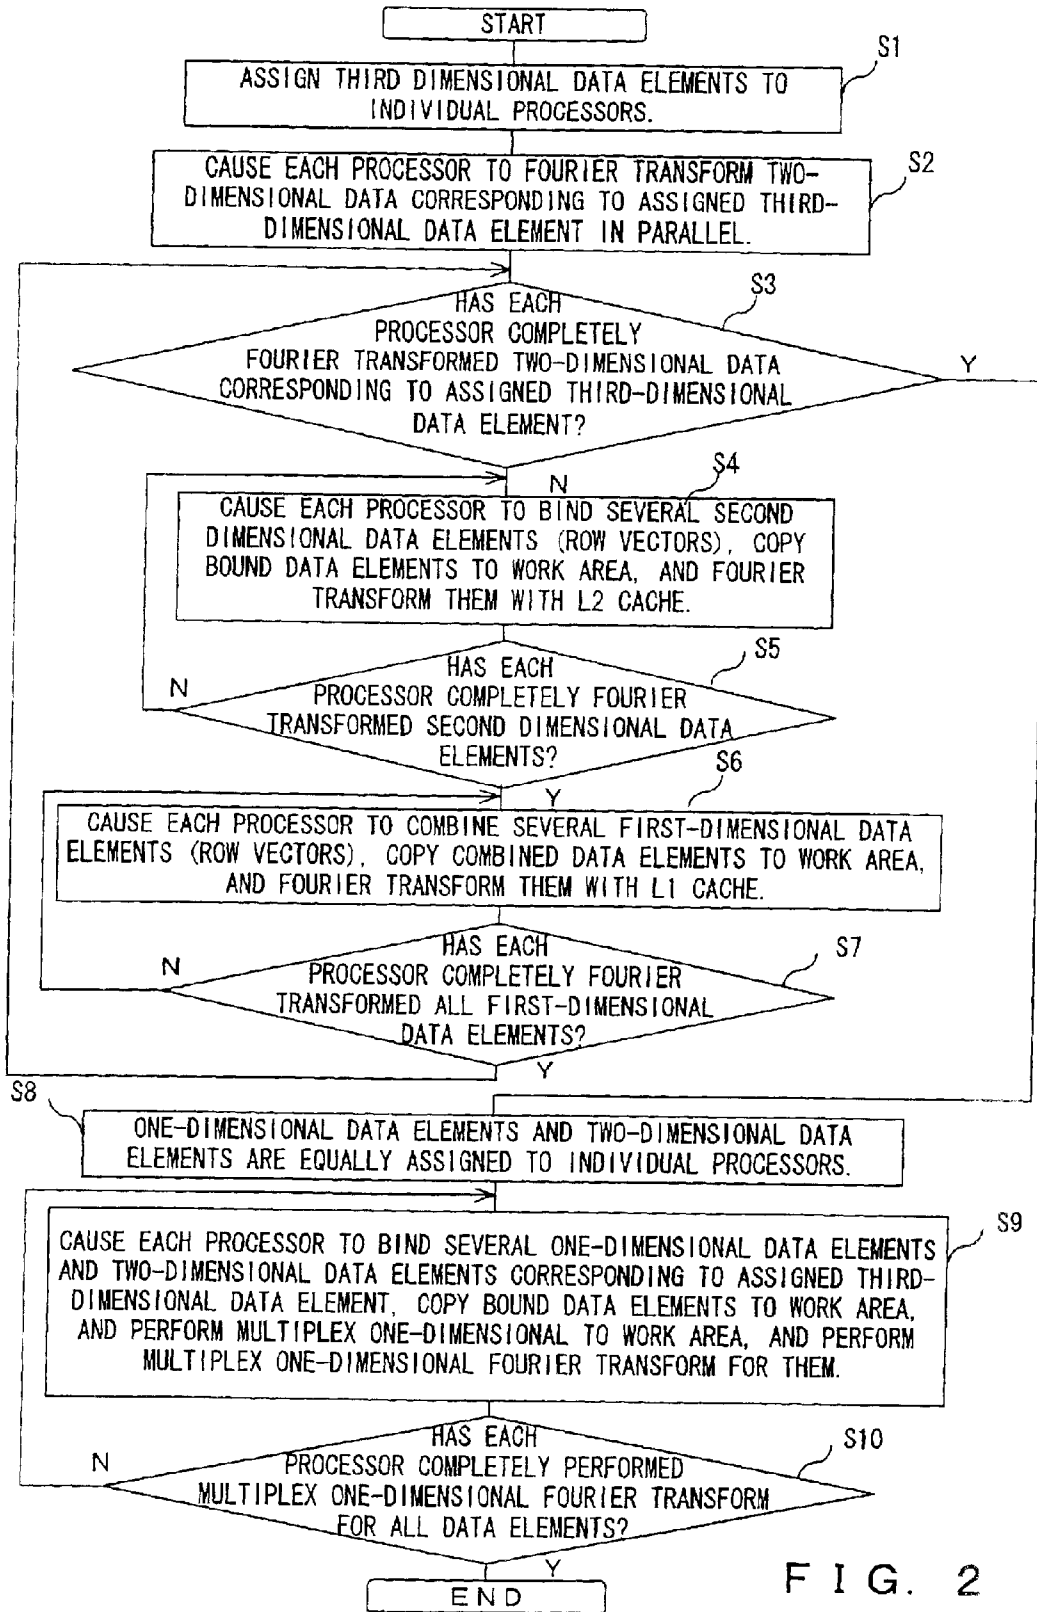 START
S1
ASSIGN THIRD DIMENSIONAL DATA ELEMENTS TO
INDIVIDUAL PROCESSORS.
S2
CAUSE EACH PROCESSOR TO FOURIER TRANSFORM TWO-
DIMENSIONAL DATA CORRESPONDING TO ASSIGNED THIRD-
DIMENSIONAL DATA ELEMENT IN PARALLEL.
S3
HAS EACH
PROCESSOR COMPLETELY
FOURIER TRANSFORMED TWO-DIMENSIONAL DATA
CORRESPONDING TO ASSIGNED THIRD-DIMENSIONAL
DATA ELEMENT?
Y
N
S4
CAUSE EACH PROCESSOR TO BIND SEVERAL SECOND
DIMENSIONAL DATA ELEMENTS (ROW VECTORS), COPY
BOUND DATA ELEMENTS TO WORK AREA, AND FOURIER
TRANSFORM THEM WITH L2 CACHE.
S5
HAS EACH
PROCESSOR COMPLETELY FOURIER
TRANSFORMED SECOND DIMENSIONAL DATA
ELEMENTS?
N
Y
S6
CAUSE EACH PROCESSOR TO COMBINE SEVERAL FIRST-DIMENSIONAL DATA
ELEMENTS (ROW VECTORS), COPY COMBINED DATA ELEMENTS TO WORK AREA,
AND FOURIER TRANSFORM THEM WITH L1 CACHE.
S7
HAS EACH
PROCESSOR COMPLETELY FOURIER
TRANSFORMED ALL FIRST-DIMENSIONAL
DATA ELEMENTS?
N
Y
S8
ONE-DIMENSIONAL DATA ELEMENTS AND TWO-DIMENSIONAL DATA
ELEMENTS ARE EQUALLY ASSIGNED TO INDIVIDUAL PROCESSORS.
S9
CAUSE EACH PROCESSOR TO BIND SEVERAL ONE-DIMENSIONAL DATA ELEMENTS
AND TWO-DIMENSIONAL DATA ELEMENTS CORRESPONDING TO ASSIGNED THIRD-
DIMENSIONAL DATA ELEMENT, COPY BOUND DATA ELEMENTS TO WORK AREA,
AND PERFORM MULTIPLEX ONE-DIMENSIONAL TO WORK AREA, AND PERFORM
MULTIPLEX ONE-DIMENSIONAL FOURIER TRANSFORM FOR THEM.
S10
HAS EACH
PROCESSOR COMPLETELY PERFORMED
MULTIPLEX ONE-DIMENSIONAL FOURIER TRANSFORM
FOR ALL DATA ELEMENTS?
N
Y
END
FIG. 2